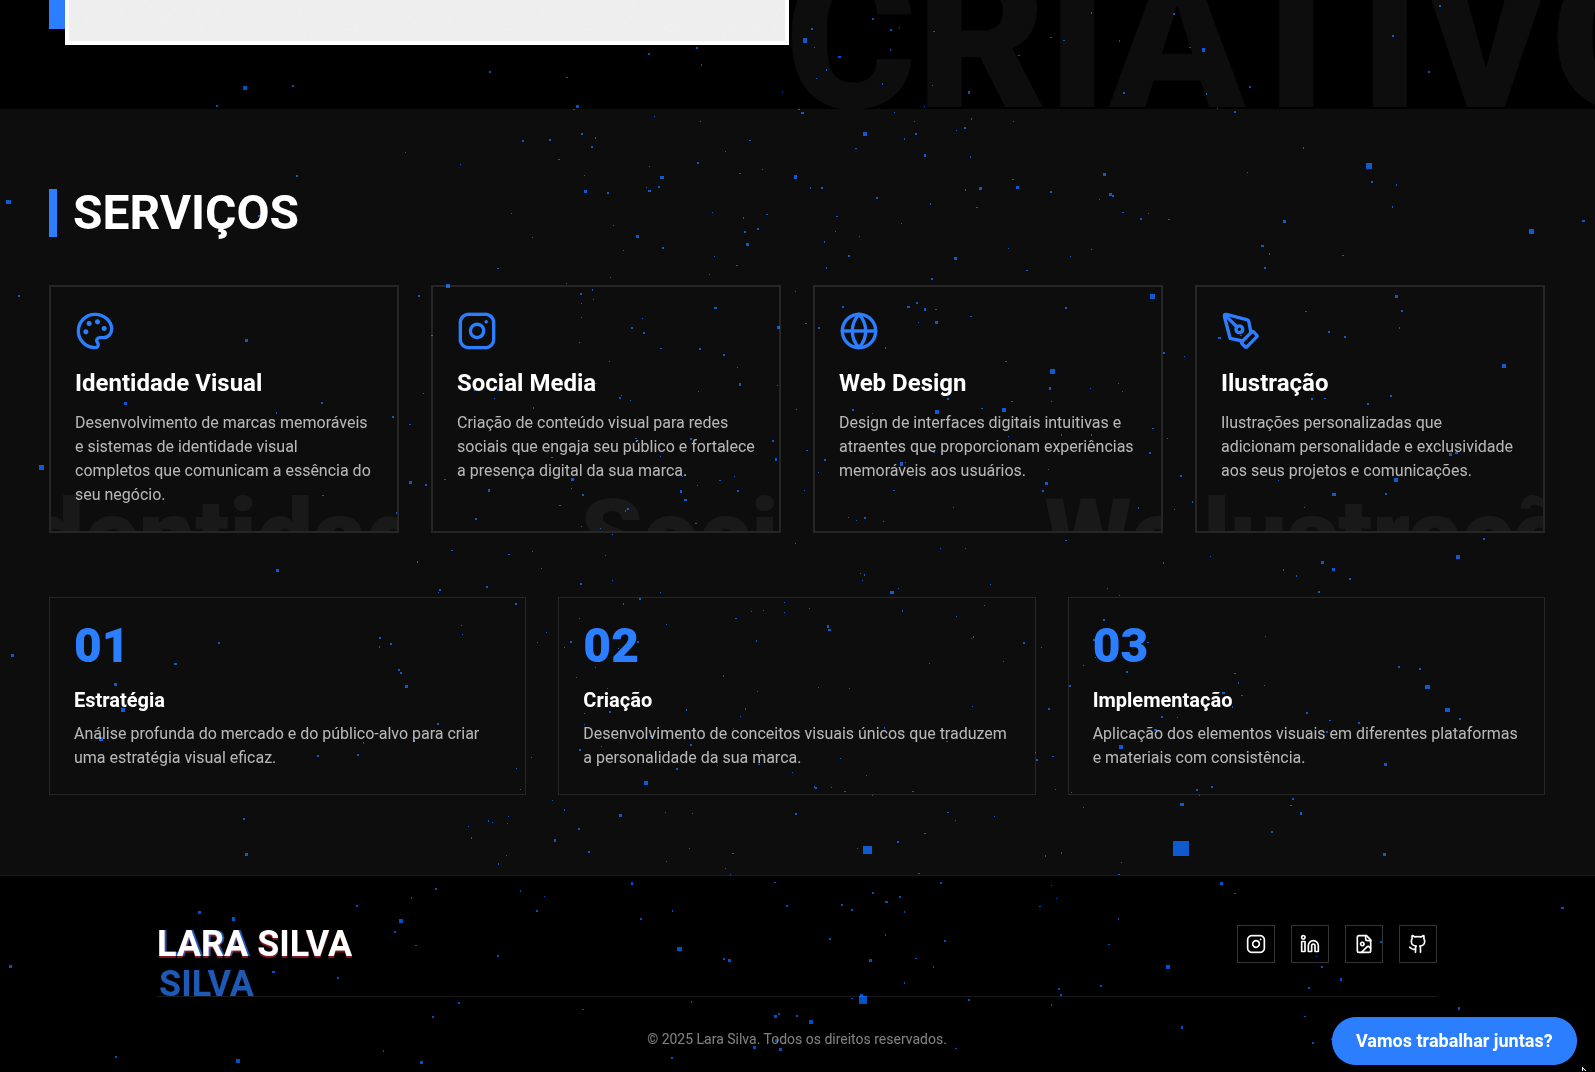 CRIATIVO
SERVIÇOS
Identidade Visual
Desenvolvimento de marcas memoráveis
e sistemas de identidade visual
completos que comunicam a essência do
seu negócio.
Social Media
Criação de conteúdo visual para redes
sociais que engaja seu público e fortalece
a presença digital da sua marca.
Web Design
Design de interfaces digitais intuitivas e
atraentes que proporcionam experiências
memoráveis aos usuários.
Ilustração
Ilustrações personalizadas que
adicionam personalidade e exclusividade
aos seus projetos e comunicações.
dentidad
Soci
We
lustraçã
01
Estratégia
Análise profunda do mercado e do público-alvo para criar
uma estratégia visual eficaz.
02
Criação
Desenvolvimento de conceitos visuais únicos que traduzem
a personalidade da sua marca.
03
Implementação
Aplicação dos elementos visuais em diferentes plataformas
e materiais com consistência.
LARA SILVA
SILVA
© 2025 Lara Silva. Todos os direitos reservados.
Vamos trabalhar juntas?